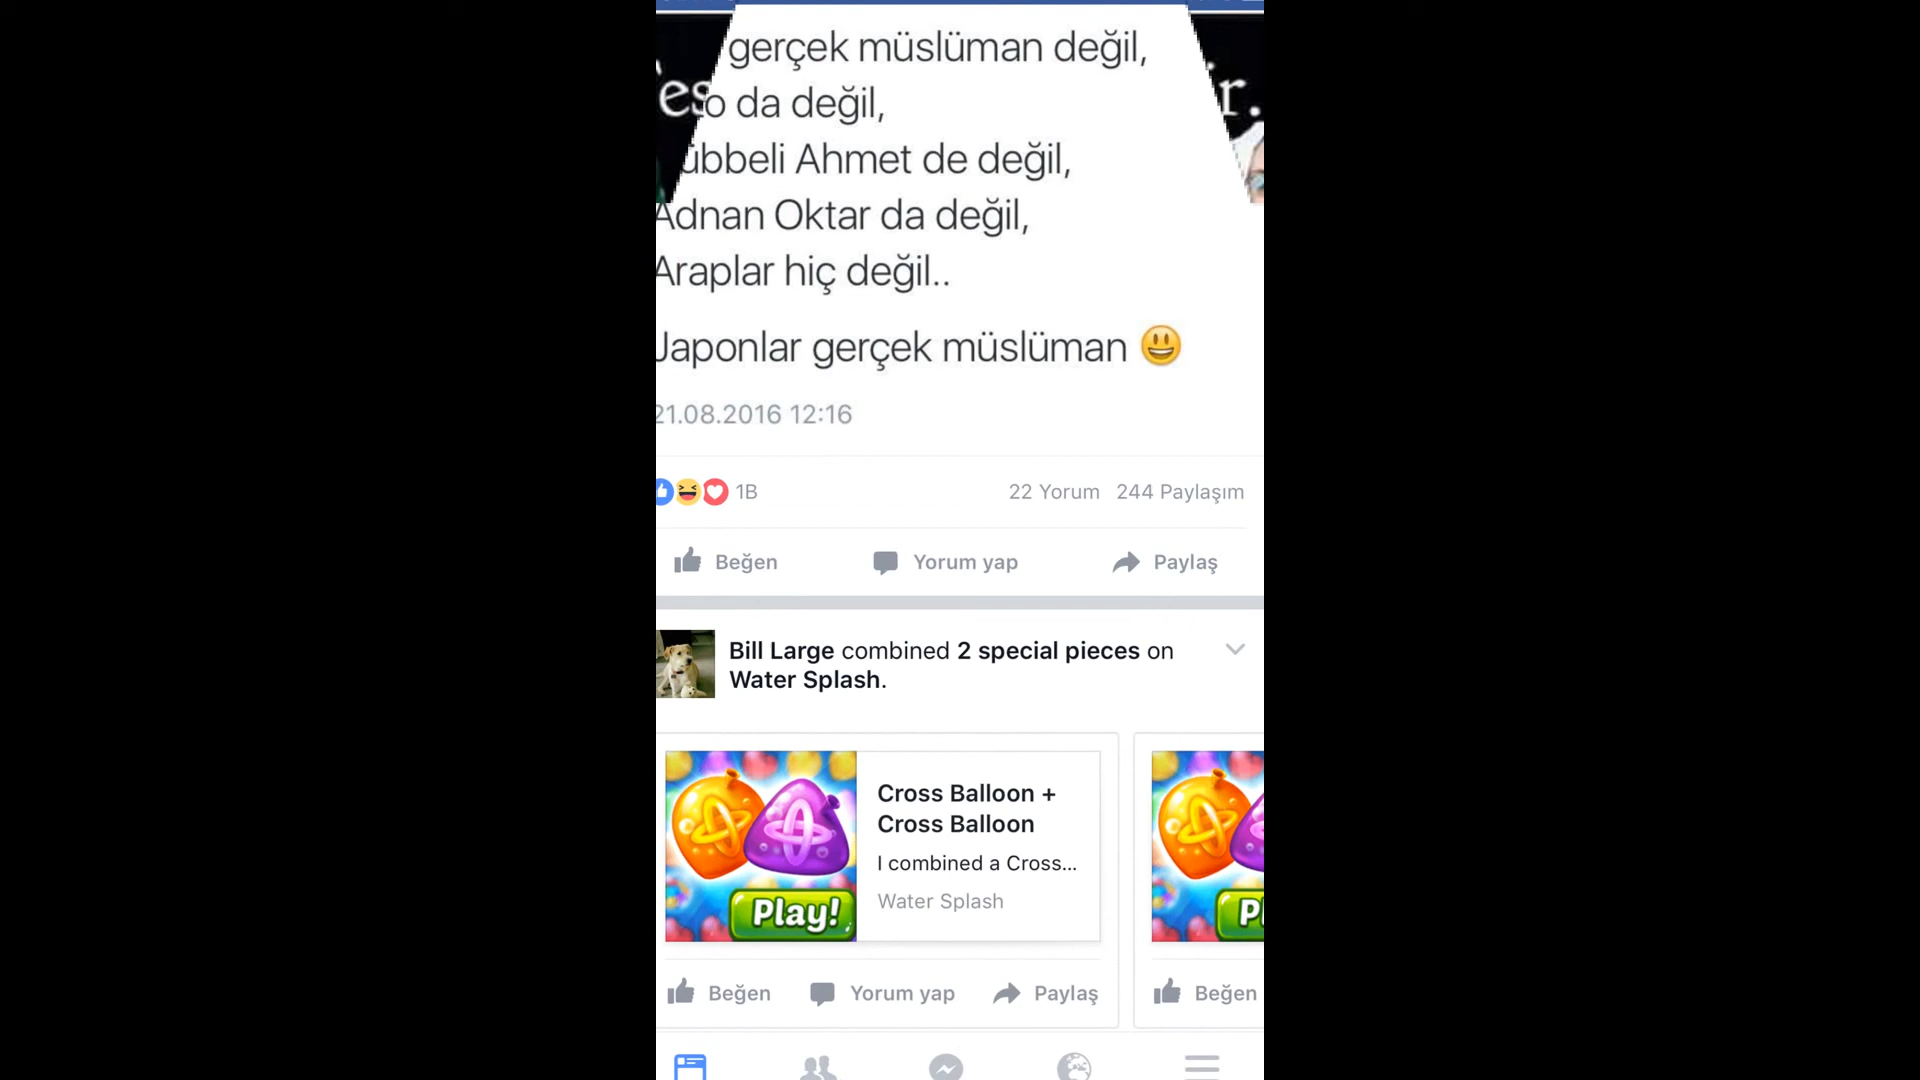 gerçek müslüman değil,
da değil,
Ahmet de değil,
Adnan Oktar da değil,
Araplar hiç değil..
Japonlar gerçek müslüman 😃
21.08.2016 12:16
1B
22 Yorum 244 Paylaşım
Beğen Yorum yap Paylaş
Bill Large combined 2 special pieces on
Water Splash.
Cross Balloon +
Cross Balloon
I combined a Cross...
Water Splash
Play!
Beğen Yorum yap Paylaş
Beğen